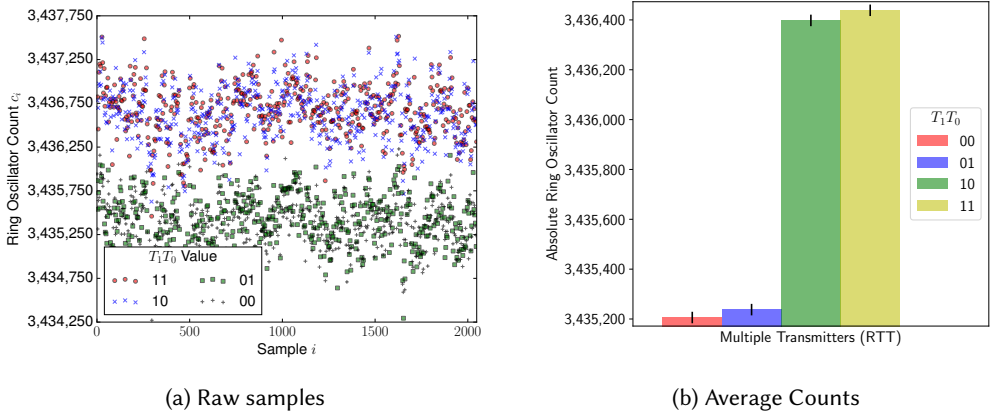 3,437,750
3,437,250
3,436,750
3,436,250
3,435,750
3,435,250
3,434,750
3,434,250
Ring Oscillator Count c_i
T_1T_0 Value
11 01
10 00
0 500 1000 1500 2000
Sample i
(a) Raw samples
3,436,400
3,436,200
3,436,000
3,435,800
3,435,600
3,435,400
3,435,200
Absolute Ring Oscillator Count
T_1T_0
00
01
10
11
Multiple Transmitters (RTT)
(b) Average Counts